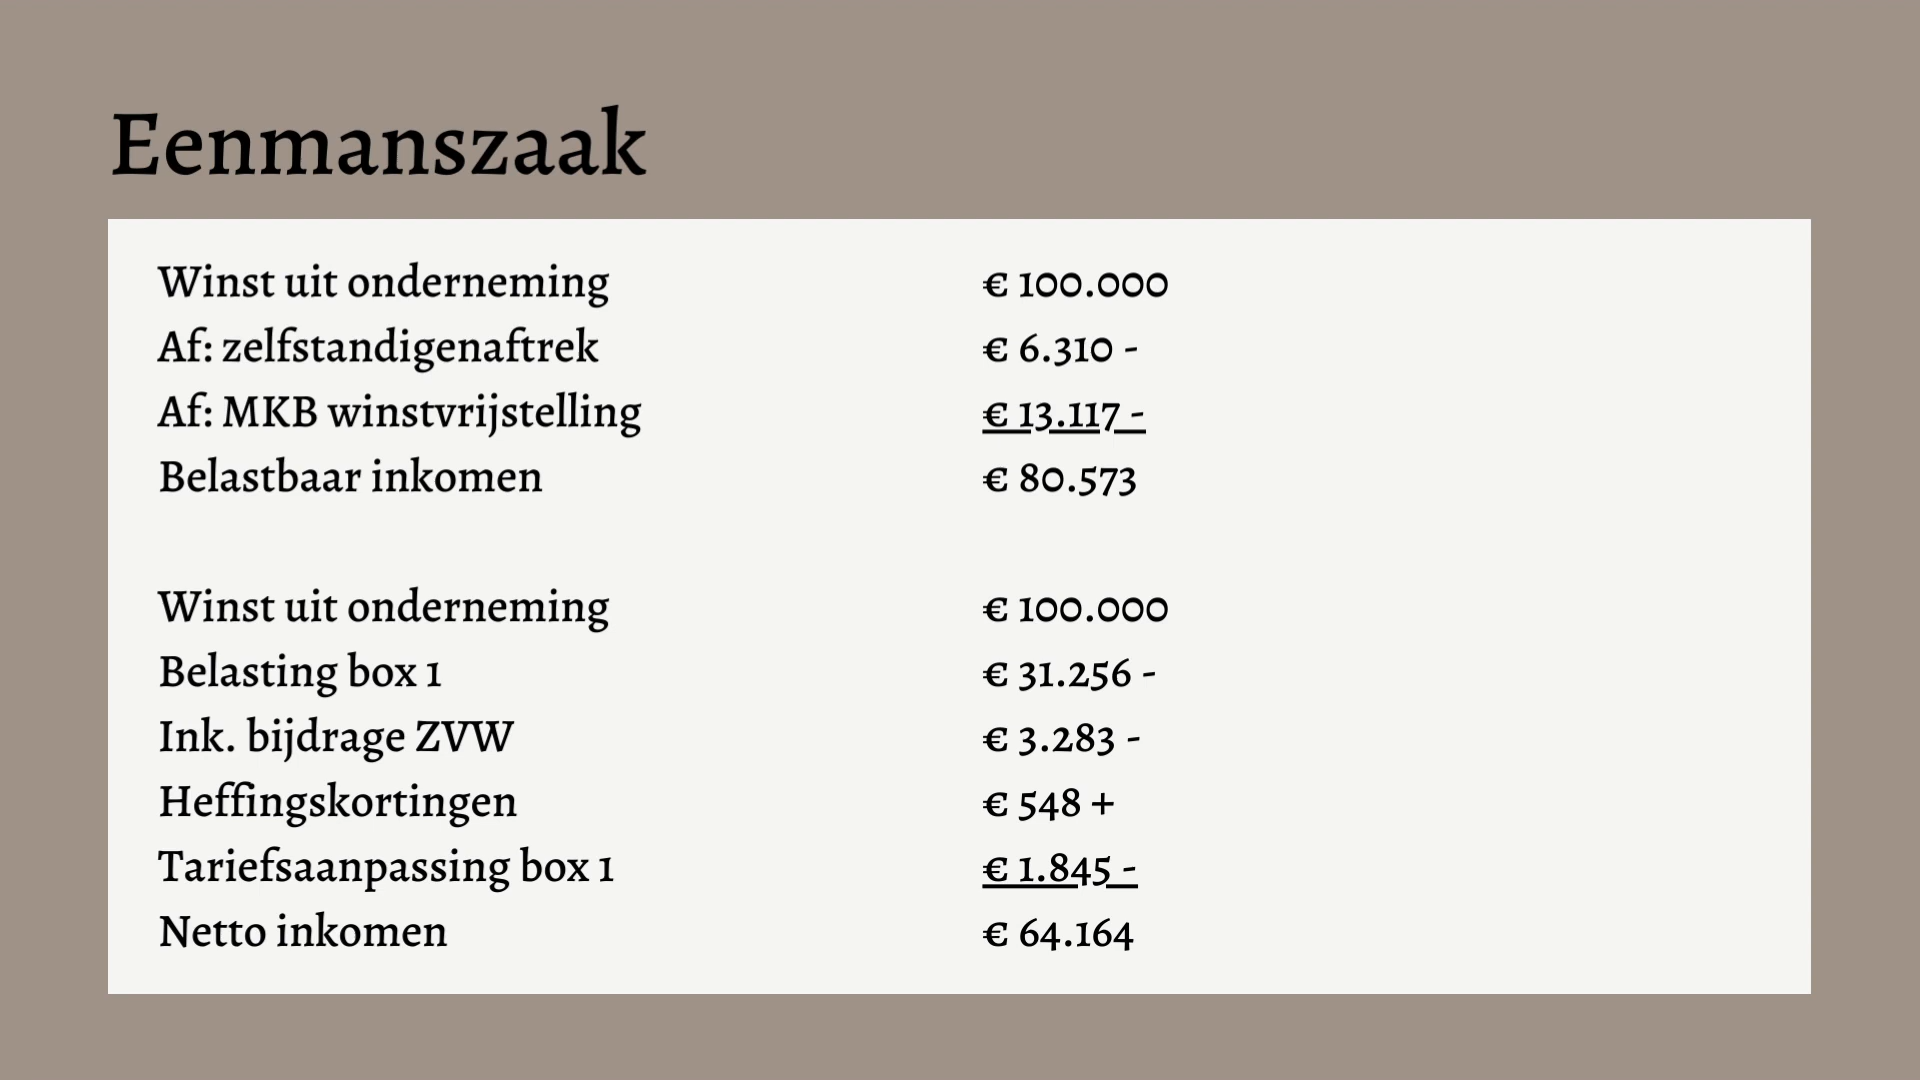 Eenmanszaak
Winst uit onderneming € 100.000
Af: zelfstandigenaftrek € 6.310 -
Af: MKB winstvrijstelling € 13.117 -
Belastbaar inkomen € 80.573
Winst uit onderneming € 100.000
Belasting box 1 € 31.256 -
Ink. bijdrage ZVW € 3.283 -
Heffingskortingen € 548 +
Tariefsaanpassing box 1 € 1.845 -
Netto inkomen € 64.164